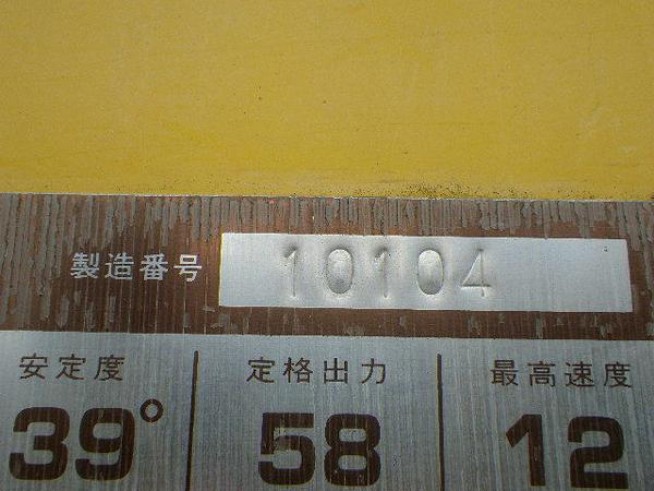 製造番号 10104
安定度 定格出力 最高速度
39° 58 12